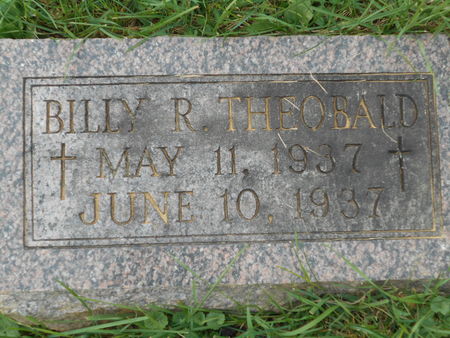 BILLY R. THEOBALD
MAY 11, 1937
JUNE 10, 1937